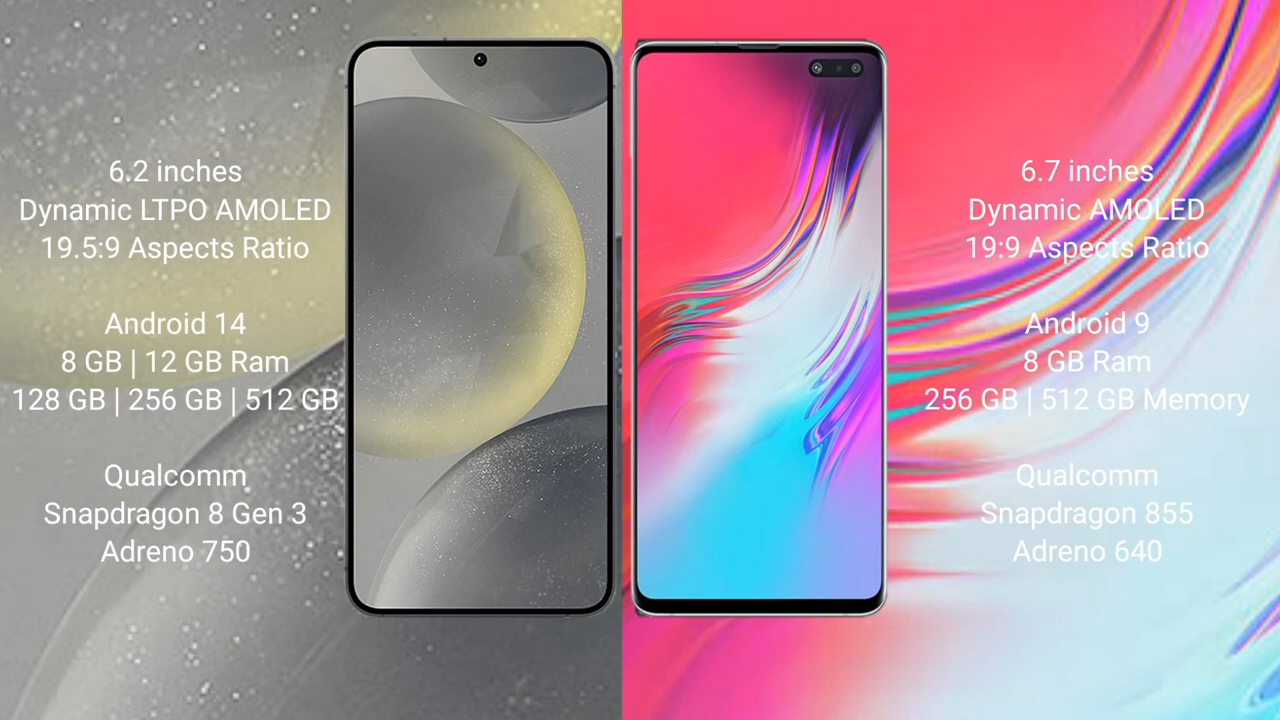 6.2 inches
Dynamic LTPO AMOLED
19.5:9 Aspects Ratio
Android 14
8 GB | 12 GB Ram
128 GB | 256 GB | 512 GB
Qualcomm
Snapdragon 8 Gen 3
Adreno 750
6.7 inches
Dynamic AMOLED
19:9 Aspects Ratio
Android 9
8 GB Ram
256 GB | 512 GB Memory
Qualcomm
Snapdragon 855
Adreno 640